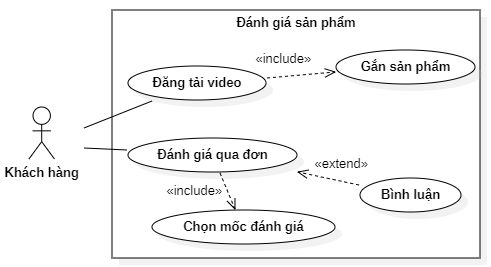 Đánh giá sản phẩm
«include»
Đăng tải video
Gắn sản phẩm
Khách hàng
Đánh giá qua đơn
«extend»
«include»
Bình luận
Chọn mốc đánh giá